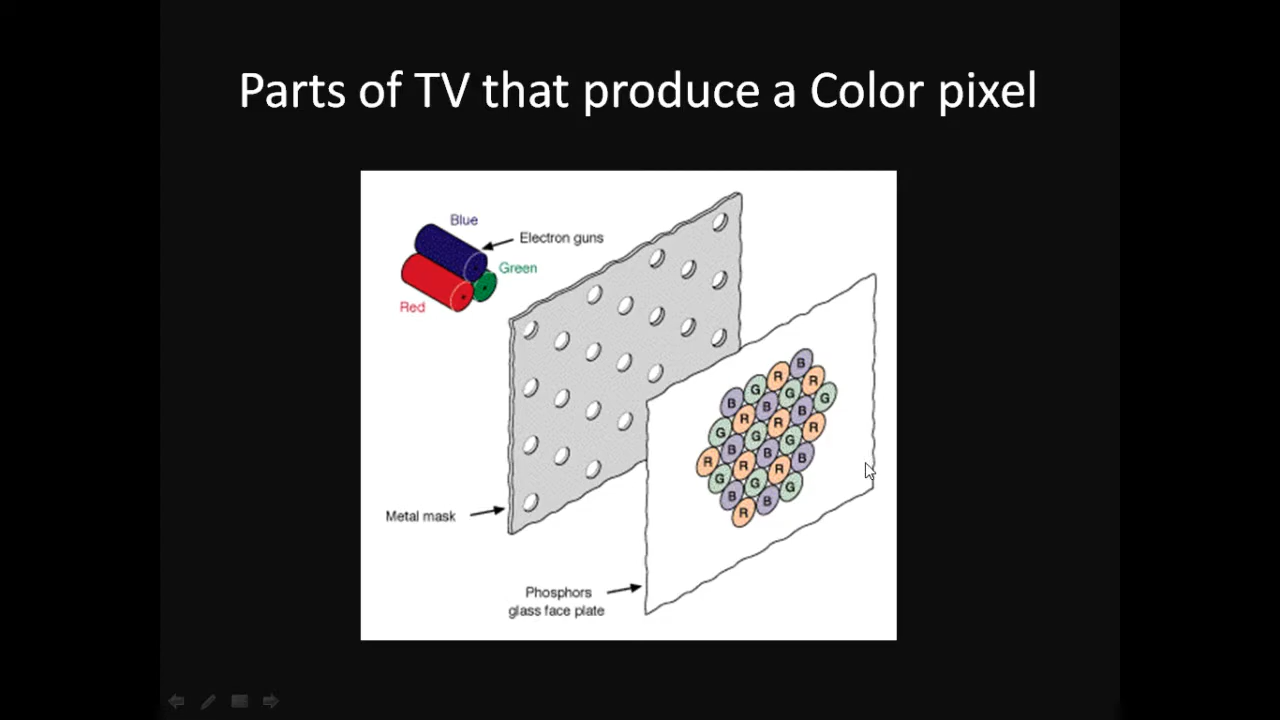 Parts of TV that produce a Color pixel
Blue
Electron guns
Green
Red
Metal mask
Phosphors
glass face plate
B
R R
G G G
B B B
R R R
G G G
B B B
R R R
G G G
B B
R